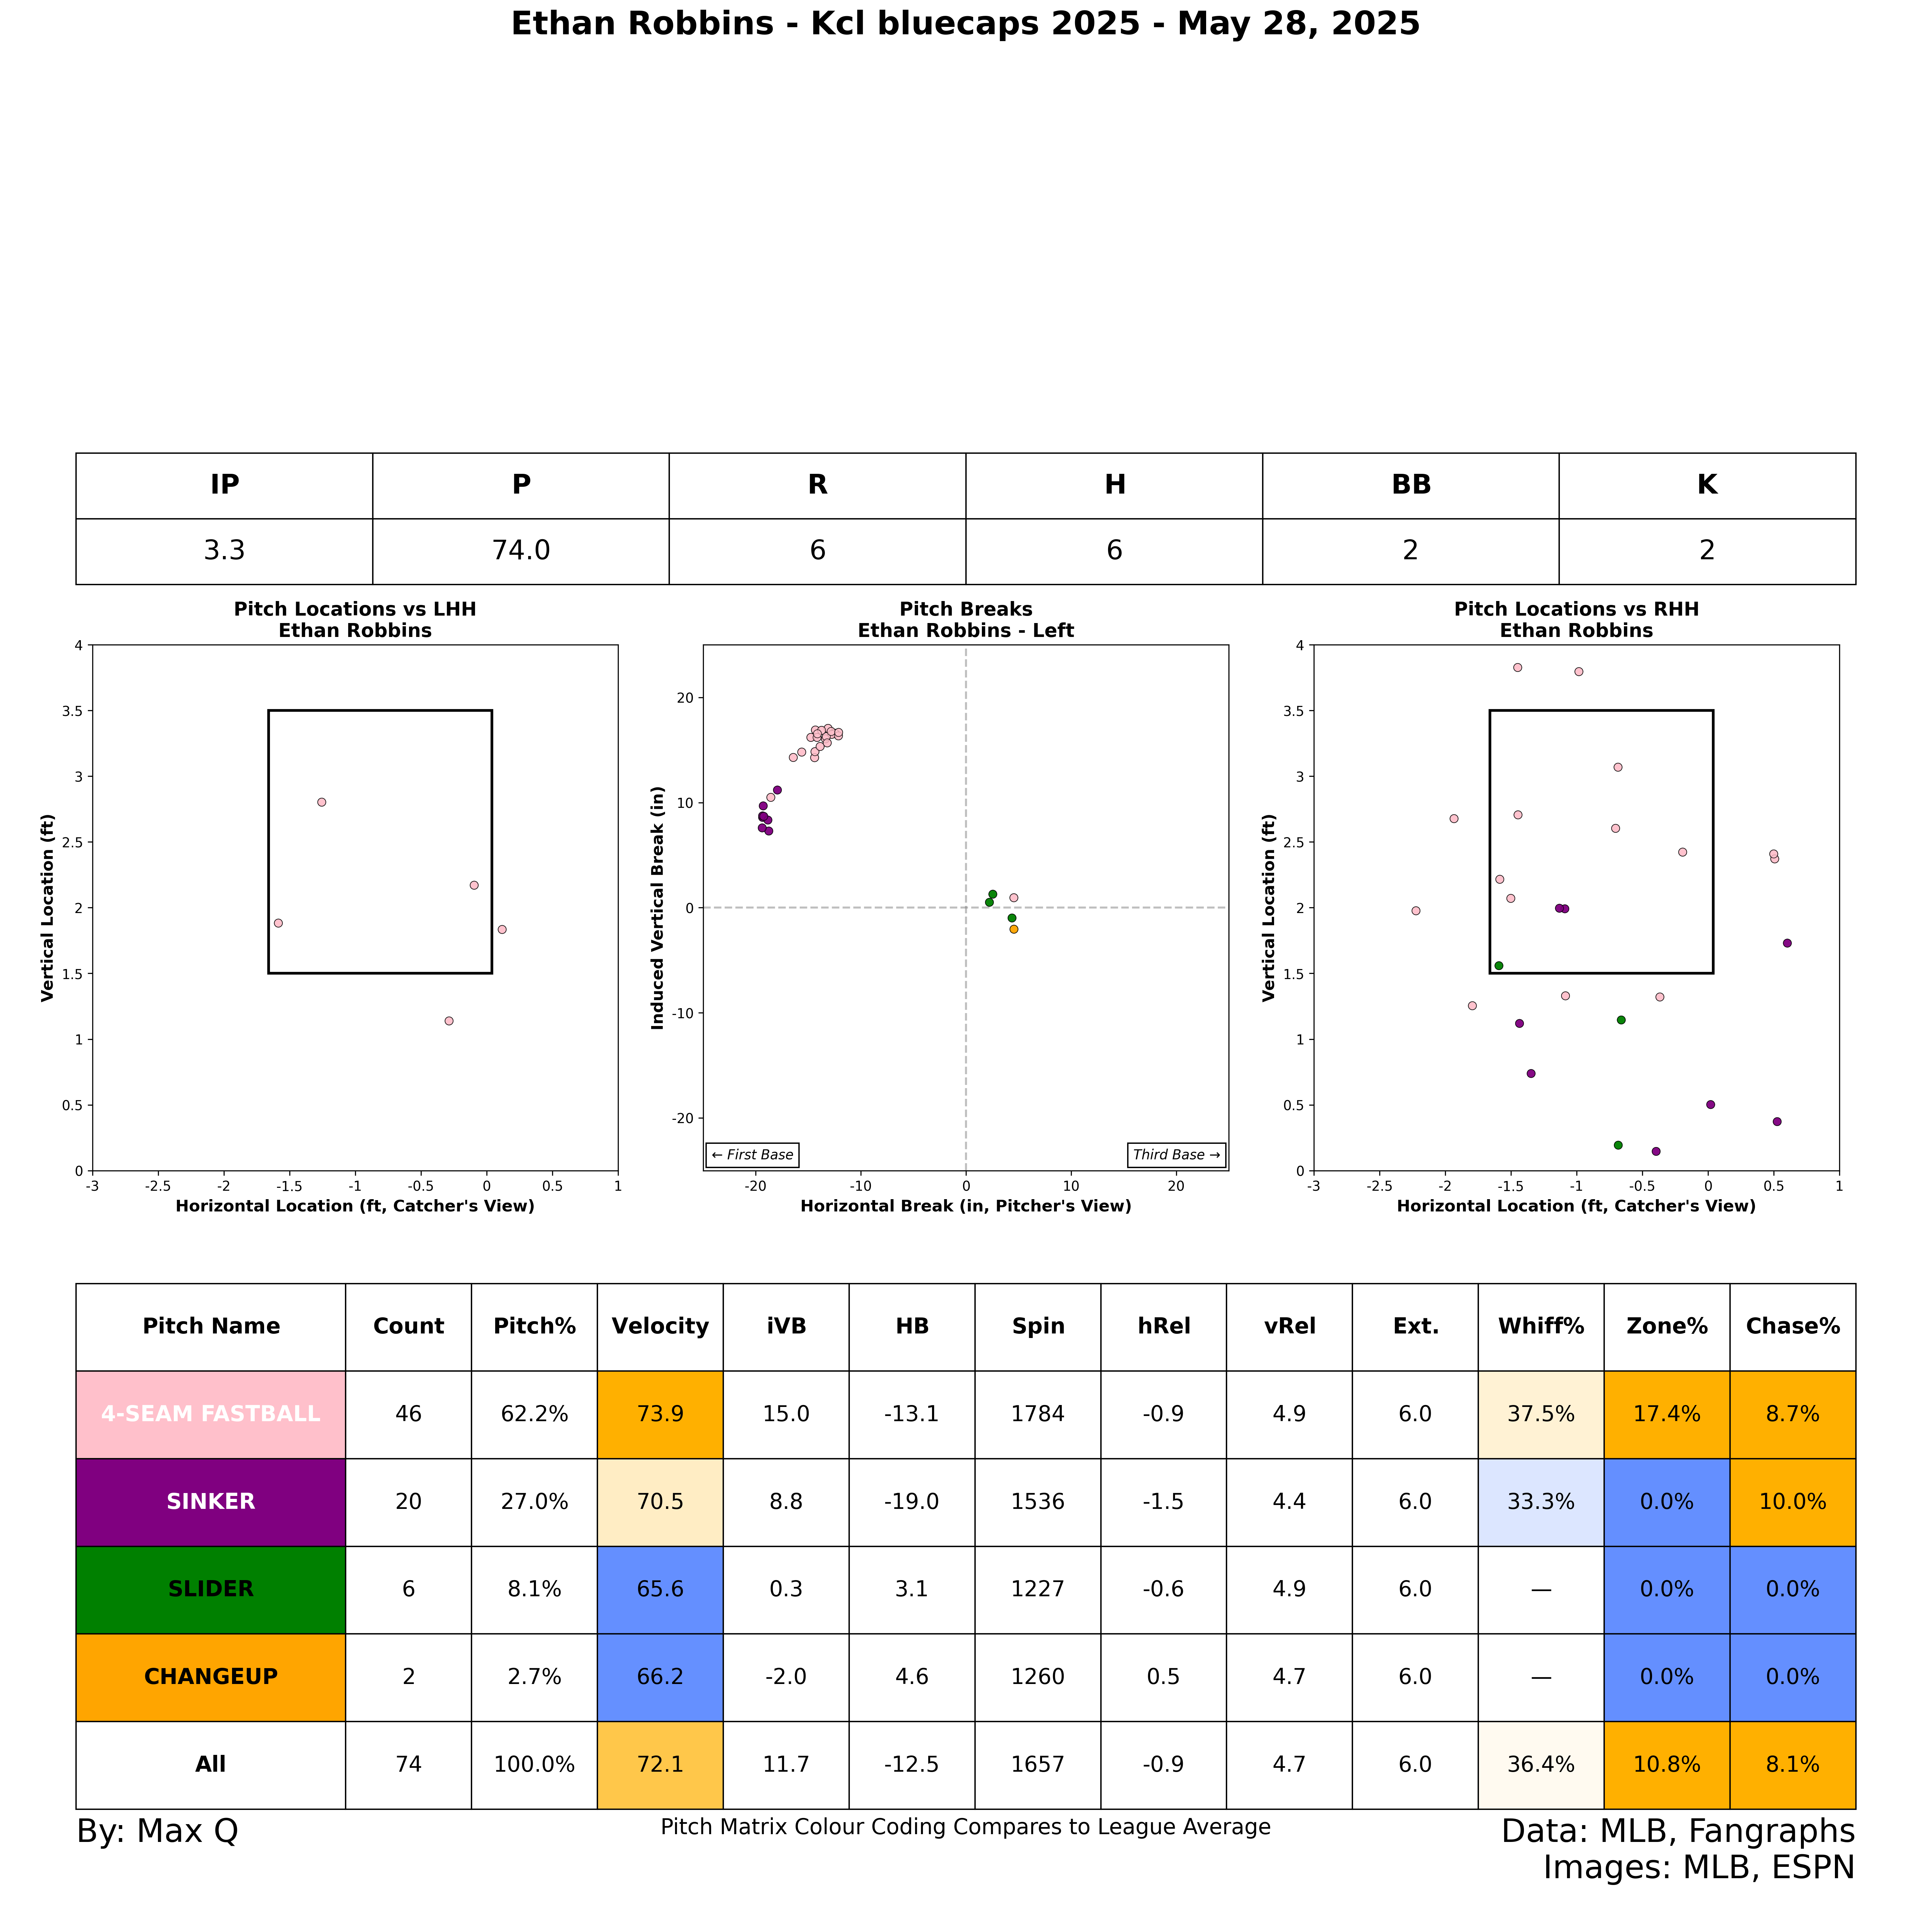 Ethan Robbins - Kcl bluecaps 2025 - May 28, 2025
IP P R H BB K
3.3 74.0 6 6 2 2
Pitch Locations vs LHH
Ethan Robbins
4
3.5
3
2.5
2
1.5
1
0.5
0
-3 -2.5 -2 -1.5 -1 -0.5 0 0.5 1
Vertical Location (ft)
Horizontal Location (ft, Catcher's View)
Pitch Breaks
Ethan Robbins - Left
20
10
0
-10
-20
← First Base Third Base →
-20 -10 0 10 20
Induced Vertical Break (in)
Horizontal Break (in, Pitcher's View)
Pitch Locations vs RHH
Ethan Robbins
4
3.5
3
2.5
2
1.5
1
0.5
0
-3 -2.5 -2 -1.5 -1 -0.5 0 0.5 1
Vertical Location (ft)
Horizontal Location (ft, Catcher's View)
Pitch Name Count Pitch% Velocity iVB HB Spin hRel vRel Ext. Whiff% Zone% Chase%
4-SEAM FASTBALL 46 62.2% 73.9 15.0 -13.1 1784 -0.9 4.9 6.0 37.5% 17.4% 8.7%
SINKER 20 27.0% 70.5 8.8 -19.0 1536 -1.5 4.4 6.0 33.3% 0.0% 10.0%
SLIDER 6 8.1% 65.6 0.3 3.1 1227 -0.6 4.9 6.0 — 0.0% 0.0%
CHANGEUP 2 2.7% 66.2 -2.0 4.6 1260 0.5 4.7 6.0 — 0.0% 0.0%
All 74 100.0% 72.1 11.7 -12.5 1657 -0.9 4.7 6.0 36.4% 10.8% 8.1%
By: Max Q
Pitch Matrix Colour Coding Compares to League Average
Data: MLB, Fangraphs
Images: MLB, ESPN